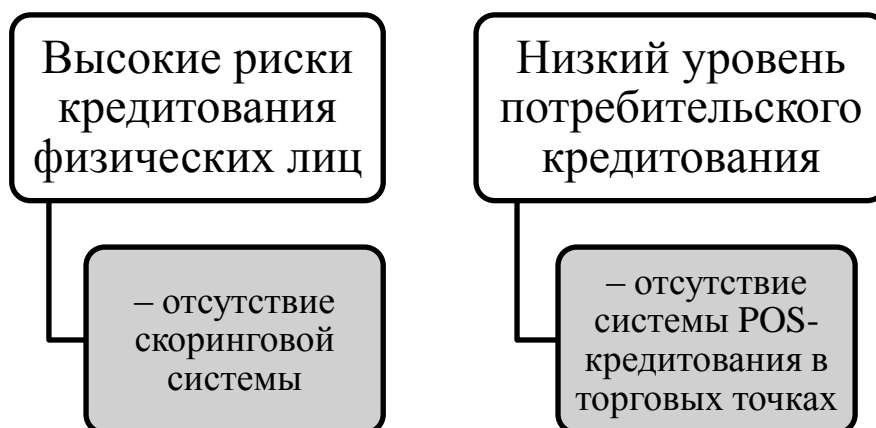 Высокие риски
кредитования
физических лиц
– отсутствие
скоринговой
системы
Низкий уровень
потребительского
кредитования
– отсутствие
системы POS-
кредитования в
торговых точках